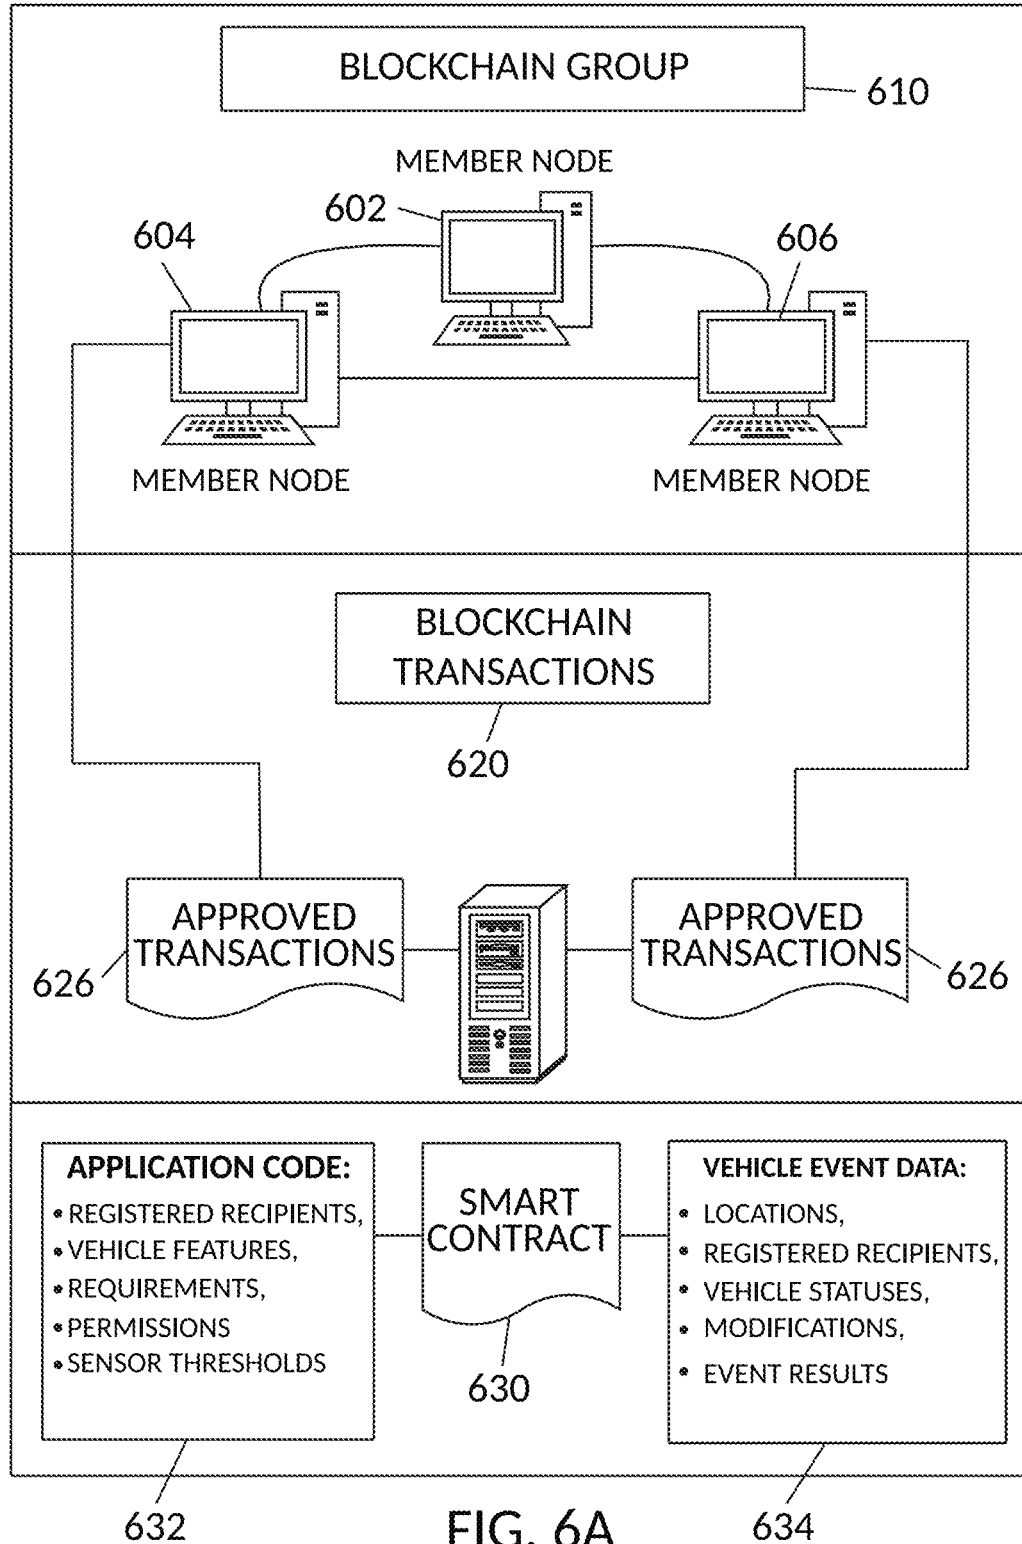 BLOCKCHAIN GROUP
610
MEMBER NODE
602
604
606
MEMBER NODE
MEMBER NODE
BLOCKCHAIN
TRANSACTIONS
620
APPROVED
TRANSACTIONS
626
APPROVED
TRANSACTIONS
626
APPLICATION CODE:
• REGISTERED RECIPIENTS,
• VEHICLE FEATURES,
• REQUIREMENTS,
• PERMISSIONS
• SENSOR THRESHOLDS
SMART
CONTRACT
630
VEHICLE EVENT DATA:
• LOCATIONS,
• REGISTERED RECIPIENTS,
• VEHICLE STATUSES,
• MODIFICATIONS,
• EVENT RESULTS
632
FIG. 6A
634